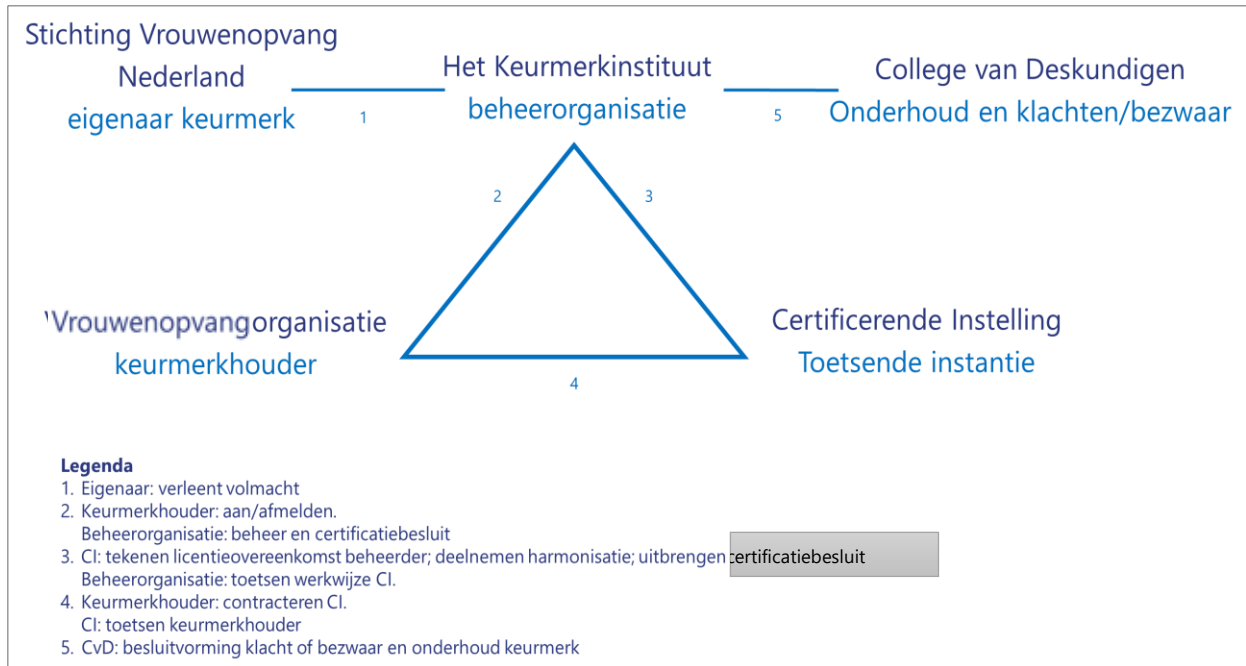 Stichting Vrouwenopvang
Nederland
eigenaar keurmerk
1
Het Keurmerkinstituut
beheerorganisatie
5
College van Deskundigen
Onderhoud en klachten/bezwaar
2
3
Vrouwenopvangorganisatie
keurmerkhouder
4
Certificerende Instelling
Toetsende instantie
Legenda
1. Eigenaar: verleent volmacht
2. Keurmerkhouder: aan/afmelden.
Beheerorganisatie: beheer en certificatiebesluit
3. CI: tekenen licentieovereenkomst beheerder; deelnemen harmonisatie; uitbrengen certificatiebesluit
Beheerorganisatie: toetsen werkwijze CI.
4. Keurmerkhouder: contracteren CI.
CI: toetsen keurmerkhouder
5. CvD: besluitvorming klacht of bezwaar en onderhoud keurmerk